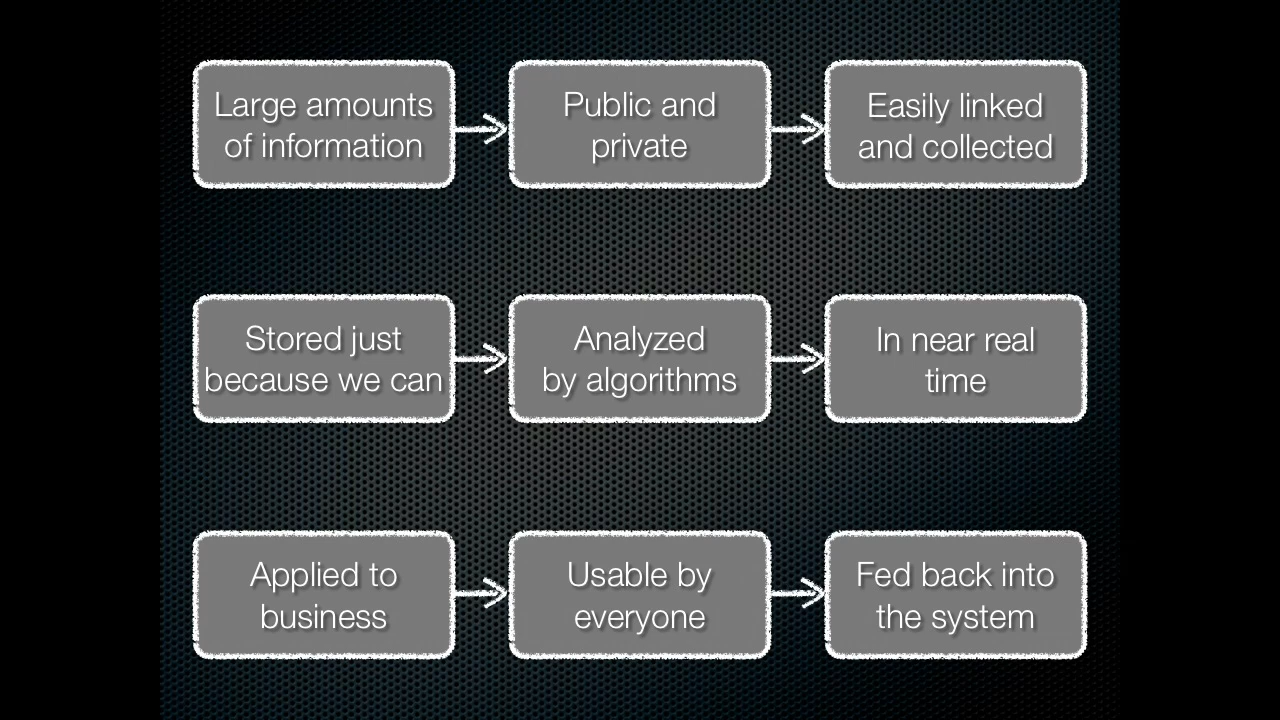 Large amounts
of information
Public and
private
Easily linked
and collected
Stored just
because we can
Analyzed
by algorithms
In near real
time
Applied to
business
Usable by
everyone
Fed back into
the system